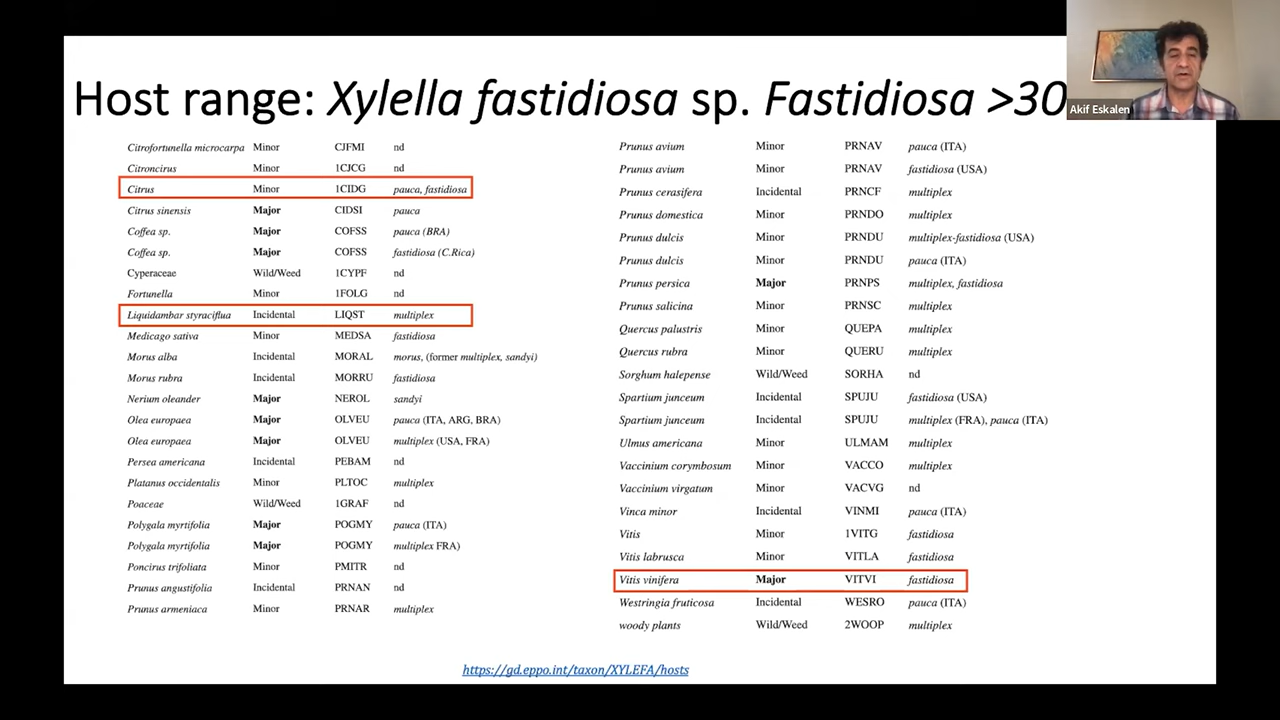 Host range: Xylella fastidiosa sp. Fastidiosa >30
Akif Eskalen
Citrofortunella microcarpa Minor CJFMI nd
Citroncirus Minor 1CJCG nd
Citrus Minor 1CIDG pauca, fastidiosa
Citrus sinensis Major CIDSI pauca
Coffea sp. Major COFSS pauca (BRA)
Coffea sp. Major COFSS fastidiosa (C.Rica)
Cyperaceae Wild/Weed 1CYPF nd
Fortunella Minor 1FOLG nd
Liquidambar styraciflua Incidental LIQST multiplex
Medicago sativa Minor MEDSA fastidiosa
Morus alba Incidental MORAL morus, (former multiplex, sandyi)
Morus rubra Incidental MORRU fastidiosa
Nerium oleander Major NEROL sandyi
Olea europaea Major OLVEU pauca (ITA, ARG, BRA)
Olea europaea Major OLVEU multiplex (USA, FRA)
Persea americana Incidental PEBAM nd
Platanus occidentalis Minor PLTOC multiplex
Poaceae Wild/Weed 1GRAF nd
Polygala myrtifolia Major POGMY pauca (ITA)
Polygala myrtifolia Major POGMY multiplex FRA)
Poncirus trifoliata Minor PMITR nd
Prunus angustifolia Incidental PRNAN nd
Prunus armeniaca Minor PRNAR multiplex
Prunus avium Minor PRNAV pauca (ITA)
Prunus avium Minor PRNAV fastidiosa (USA)
Prunus cerasifera Incidental PRNCF multiplex
Prunus domestica Minor PRNDO multiplex
Prunus dulcis Minor PRNDU multiplex-fastidiosa (USA)
Prunus dulcis Minor PRNDU pauca (ITA)
Prunus persica Major PRNPS multiplex, fastidiosa
Prunus salicina Minor PRNSC multiplex
Quercus palustris Minor QUEPA multiplex
Quercus rubra Minor QUERU multiplex
Sorghum halepense Wild/Weed SORHA nd
Spartium junceum Incidental SPUJU fastidiosa (USA)
Spartium junceum Incidental SPUJU multiplex (FRA), pauca (ITA)
Ulmus americana Minor ULMAM multiplex
Vaccinium corymbosum Minor VACCO multiplex
Vaccinium virgatum Minor VACVG nd
Vinca minor Incidental VINMI pauca (ITA)
Vitis Minor 1VITG fastidiosa
Vitis labrusca Minor VITLA fastidiosa
Vitis vinifera Major VITVI fastidiosa
Westringia fruticosa Incidental WESRO pauca (ITA)
woody plants Wild/Weed 2WOOP multiplex
https://gd.eppo.int/taxon/XYLEFA/hosts